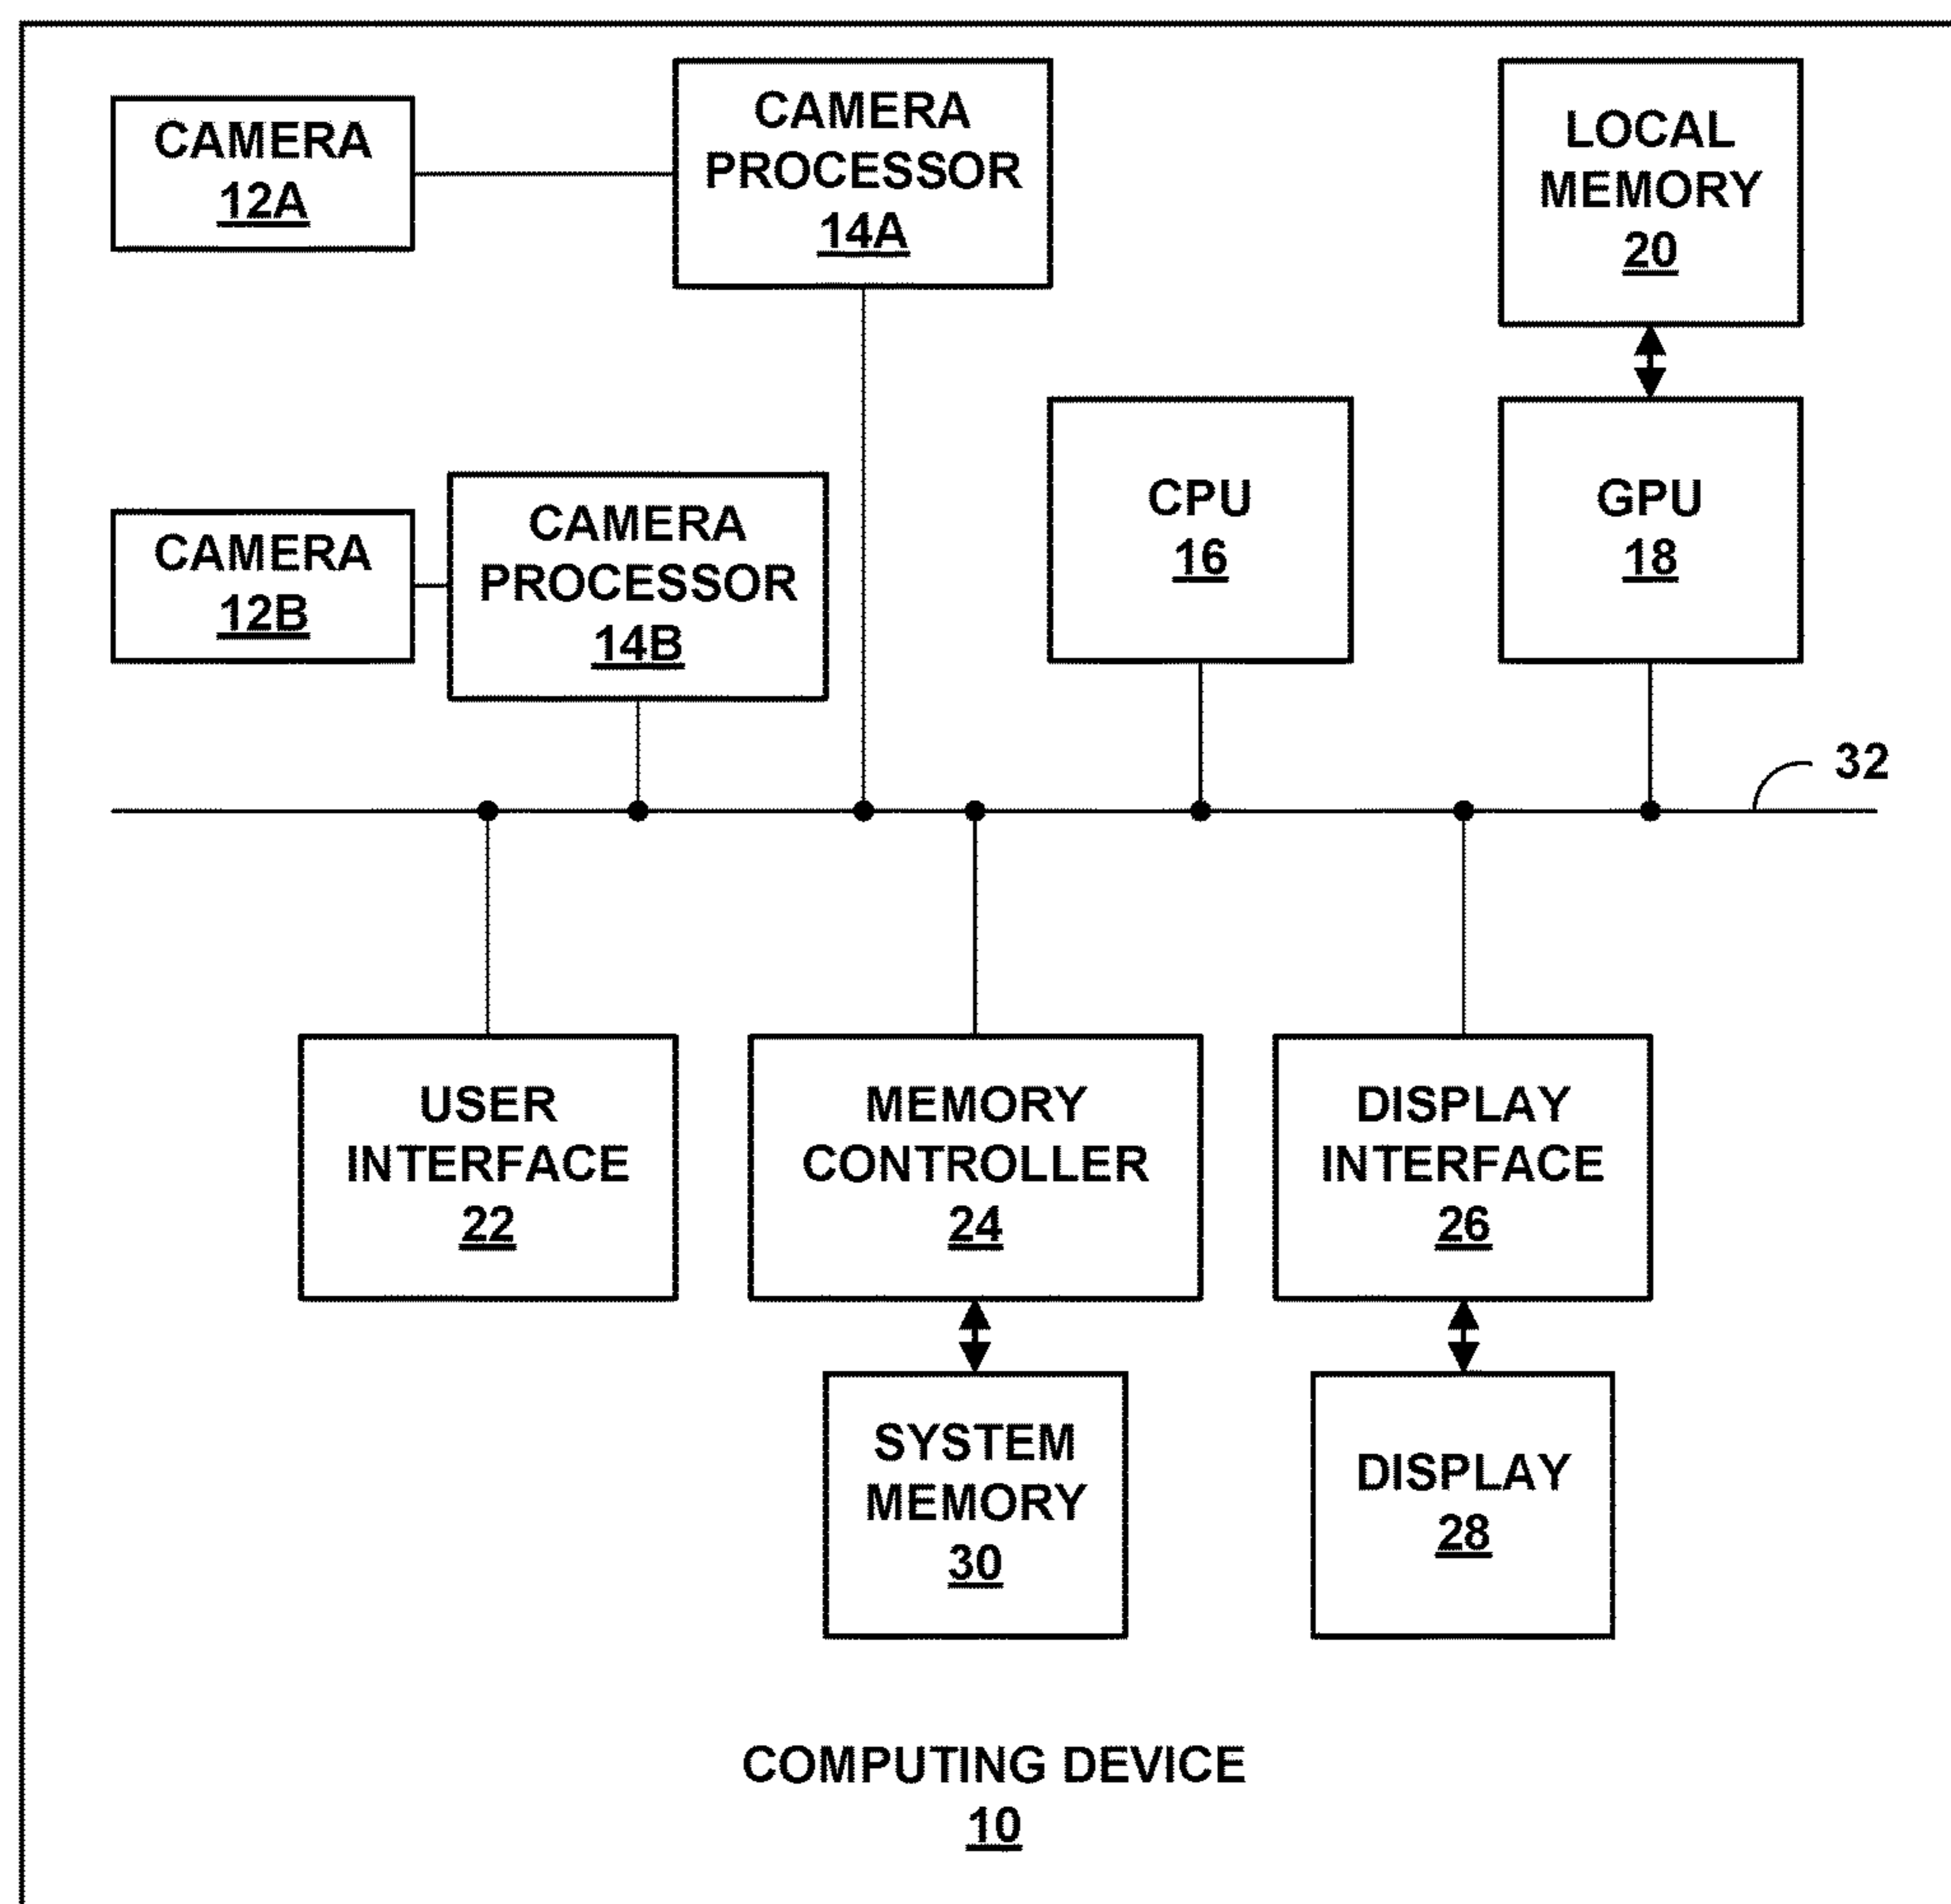 CAMERA
12A
CAMERA
PROCESSOR
14A
LOCAL
MEMORY
20
CAMERA
12B
CAMERA
PROCESSOR
14B
CPU
16
GPU
18
32
USER
INTERFACE
22
MEMORY
CONTROLLER
24
DISPLAY
INTERFACE
26
SYSTEM
MEMORY
30
DISPLAY
28
COMPUTING DEVICE
10